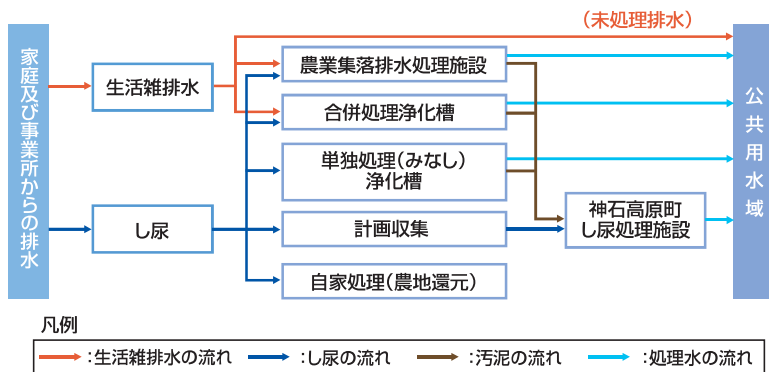 (未処理排水)
家庭及び事業所からの排水
生活雑排水
し尿
農業集落排水処理施設
合併処理浄化槽
単独処理(みなし)
浄化槽
計画収集
自家処理(農地還元)
神石高原町
し尿処理施設
公共用水域
凡例
:生活雑排水の流れ
:し尿の流れ
:汚泥の流れ
:処理水の流れ